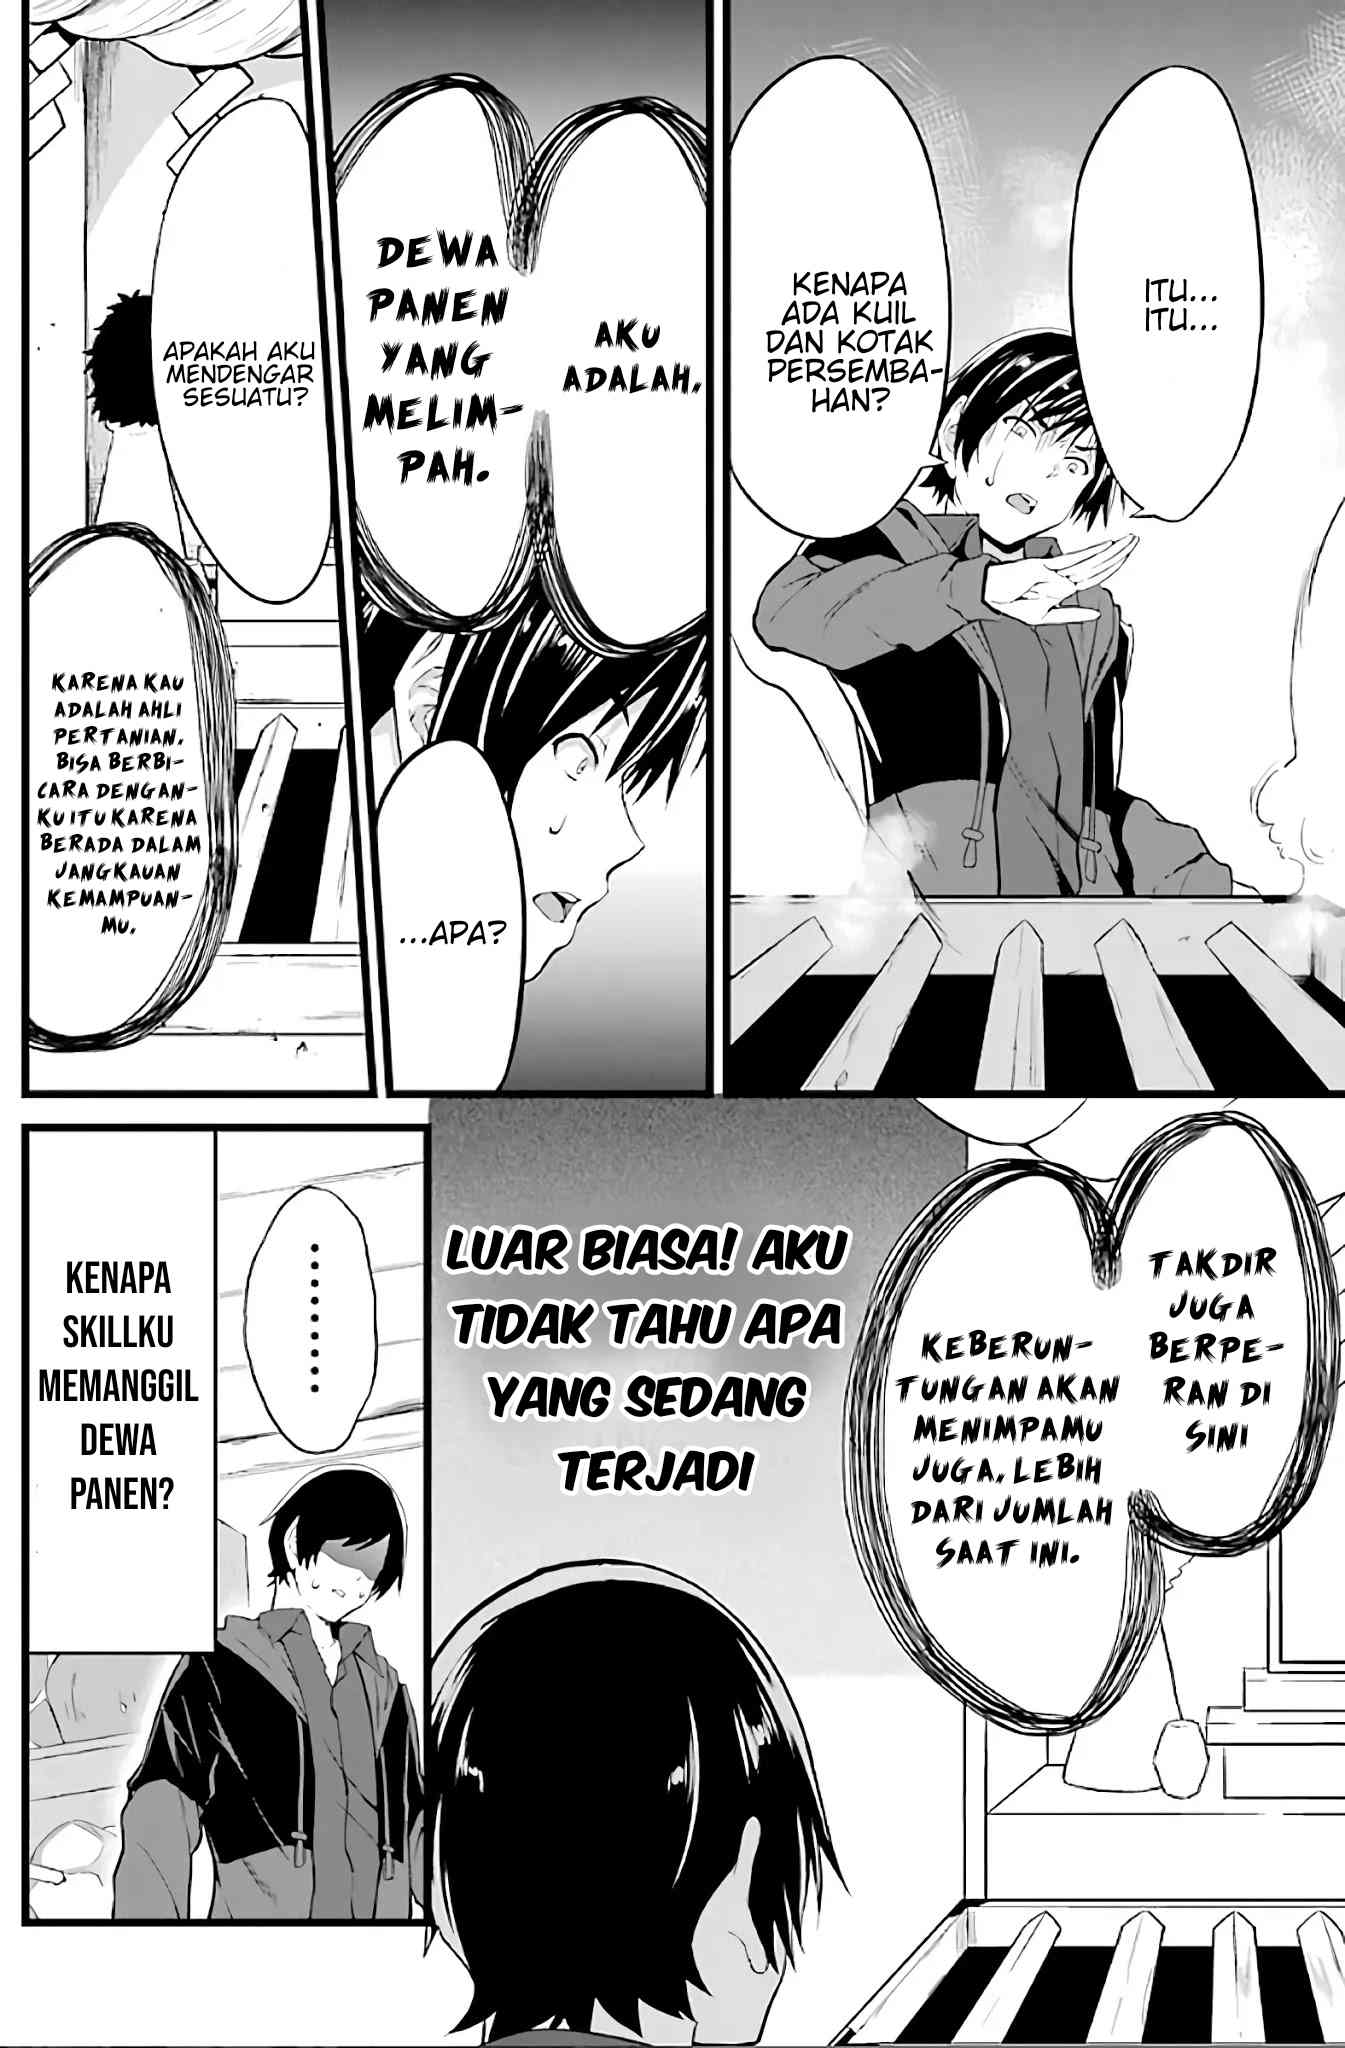 ITU...
ITU...
KENAPA
ADA KUIL
DAN KOTAK
PERSEMBA-
HAN?
AKU
ADALAH.
DEWA
PANEN
YANG
MELIM-
PAH.
...APA?
APAKAH AKU
MENDENGAR
SESUATU?
KARENA KAU
ADALAH AHLI
PERTANIAN.
BISA BERBI-
CARA DENGAN-
KU ITU KARENA
BERADA DALAM
JANGKAUAN
KEMAMPUAN-
MU.
TAKDIR
JUGA
BERPE-
RAN DI
SINI
KEBERUN-
TUNGAN AKAN
MENIMPAMU
JUGA. LEBIH
DARI JUMLAH
SAAT INI.
LUAR BIASA! AKU
TIDAK TAHU APA
YANG SEDANG
TERJADI
.........
KENAPA
SKILLKU
MEMANGGIL
DEWA
PANEN?